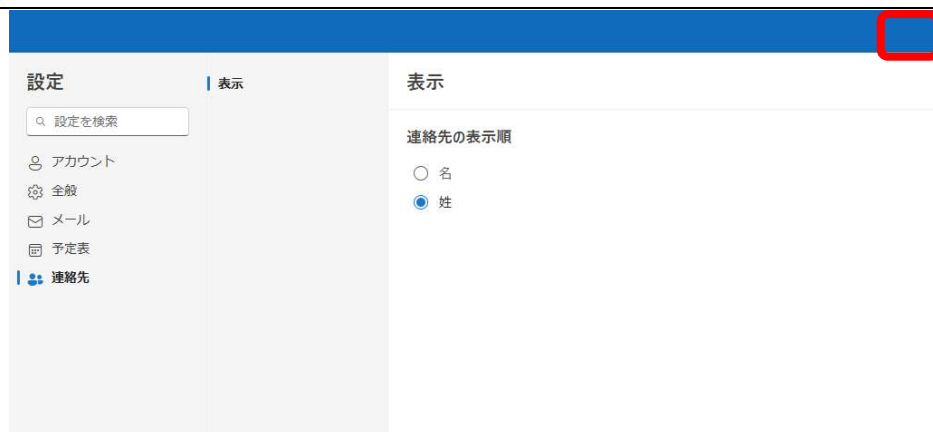 設定
設定を検索
アカウント
全般
メール
予定表
連絡先
表示
表示
連絡先の表示順
名
姓